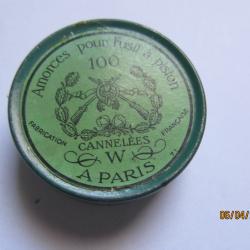 Amorces pour Fusil à piston
100
CANNELÉES
FABRICATION
FRANÇAISE
W
A PARIS